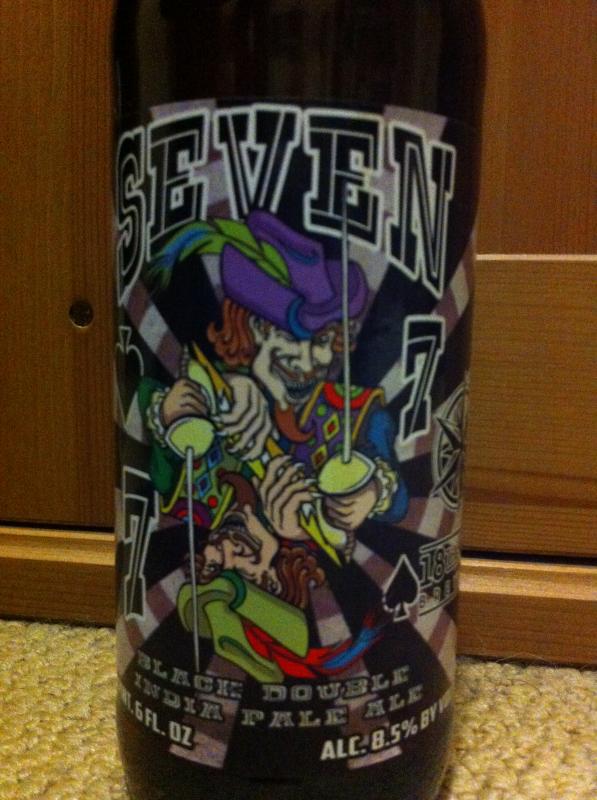 SEVEN
7
7
BLACK DOUBLE
INDIA PALE ALE
6 FL. OZ
ALC. 8.5% BY